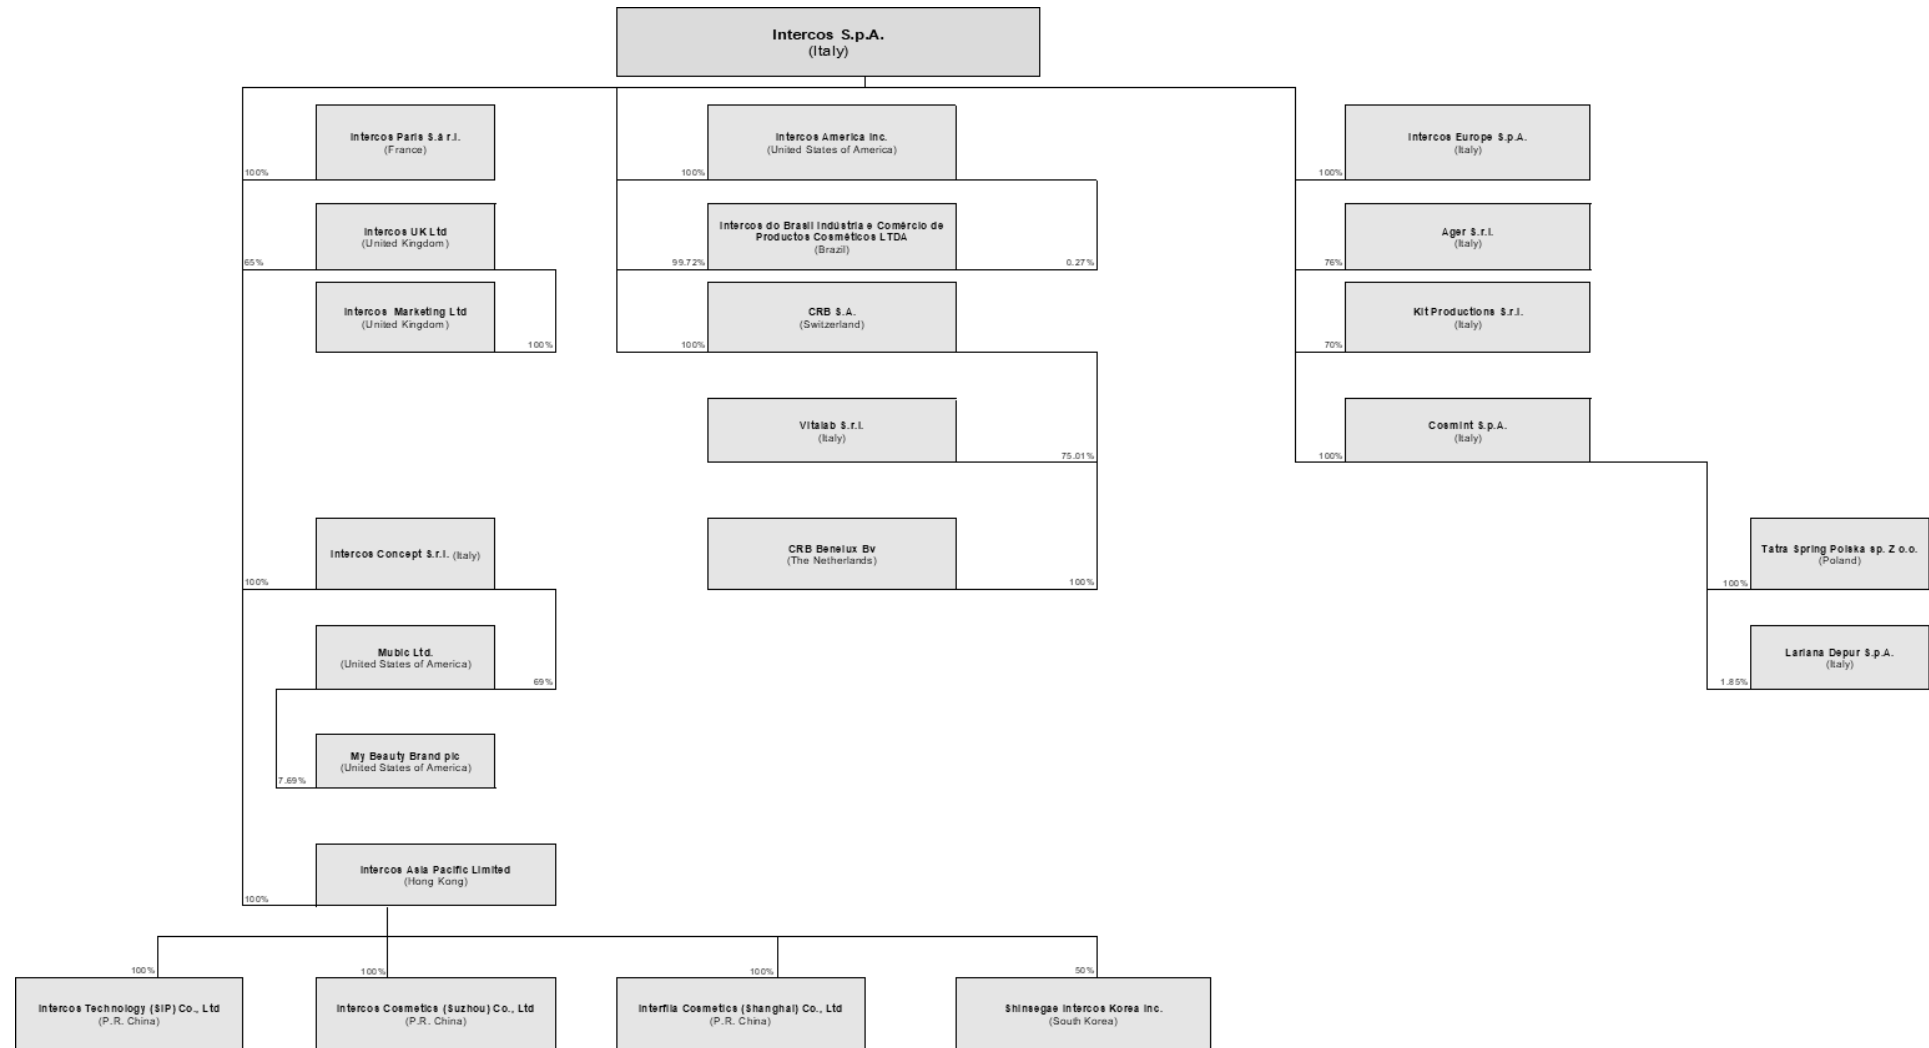 Intercos S.p.A.
(Italy)
Intercos Paris S.à r.l.
(France)
100%
Intercos America Inc.
(United States of America)
100%
Intercos Europe S.p.A.
(Italy)
100%
Intercos UK Ltd
(United Kingdom)
65%
Intercos do Brasil Indústria e Comércio de
Productos Cosméticos LTDA
(Brazil)
99.72%
0.27%
Ager S.r.l.
(Italy)
76%
Intercos Marketing Ltd
(United Kingdom)
100%
CRB S.A.
(Switzerland)
100%
Kit Productions S.r.l.
(Italy)
70%
Vitalab S.r.l.
(Italy)
75.01%
Cosmint S.p.A.
(Italy)
100%
Intercos Concept S.r.l. (Italy)
100%
CRB Benelux Bv
(The Netherlands)
100%
Tatra Spring Polska sp. Z o.o.
(Poland)
100%
Mubic Ltd.
(United States of America)
69%
Lariana Depur S.p.A.
(Italy)
1.85%
My Beauty Brand plc
(United States of America)
7.69%
Intercos Asia Pacific Limited
(Hong Kong)
100%
100%
100%
100%
50%
Intercos Technology (SIP) Co., Ltd
(P.R. China)
Intercos Cosmetics (Suzhou) Co., Ltd
(P.R. China)
Interfila Cosmetics (Shanghai) Co., Ltd
(P.R. China)
Shinsegae Intercos Korea Inc.
(South Korea)